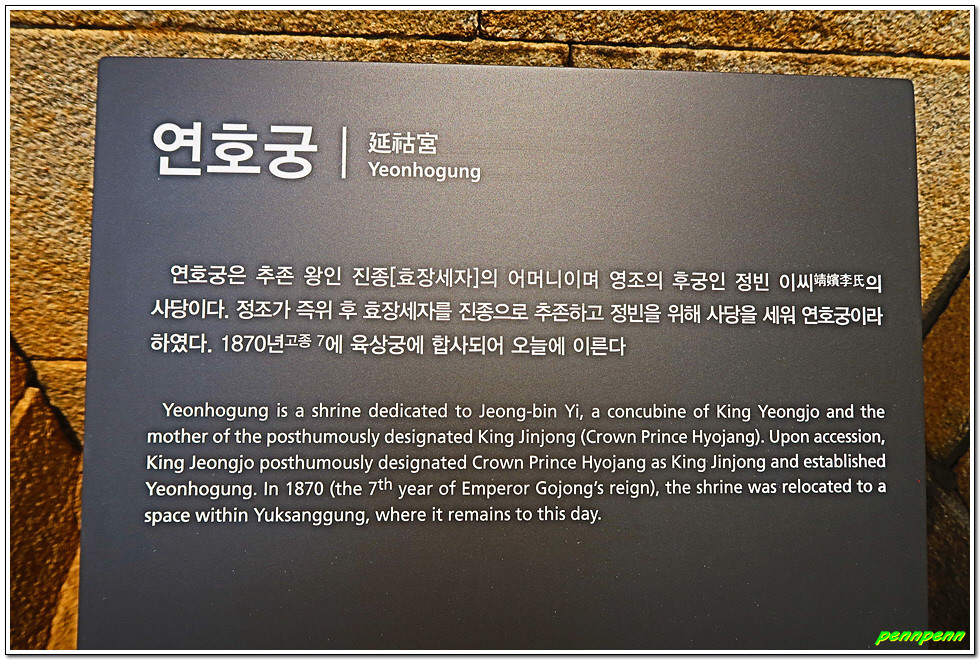 연호궁
延祜宮
Yeonhogung
연호궁은 추존 왕인 진종[효장세자]의 어머니이며 영조의 후궁인 정빈 이씨靖嬪李氏의
사당이다. 정조가 즉위 후 효장세자를 진종으로 추존하고 정빈을 위해 사당을 세워 연호궁이라
하였다. 1870년고종 7에 육상궁에 합사되어 오늘에 이른다
Yeonhogung is a shrine dedicated to Jeong-bin Yi, a concubine of King Yeongjo and the
mother of the posthumously designated King Jinjong (Crown Prince Hyojang). Upon accession,
King Jeongjo posthumously designated Crown Prince Hyojang as King Jinjong and established
Yeonhogung. In 1870 (the 7th year of Emperor Gojong's reign), the shrine was relocated to a
space within Yuksanggung, where it remains to this day.
pennpenn